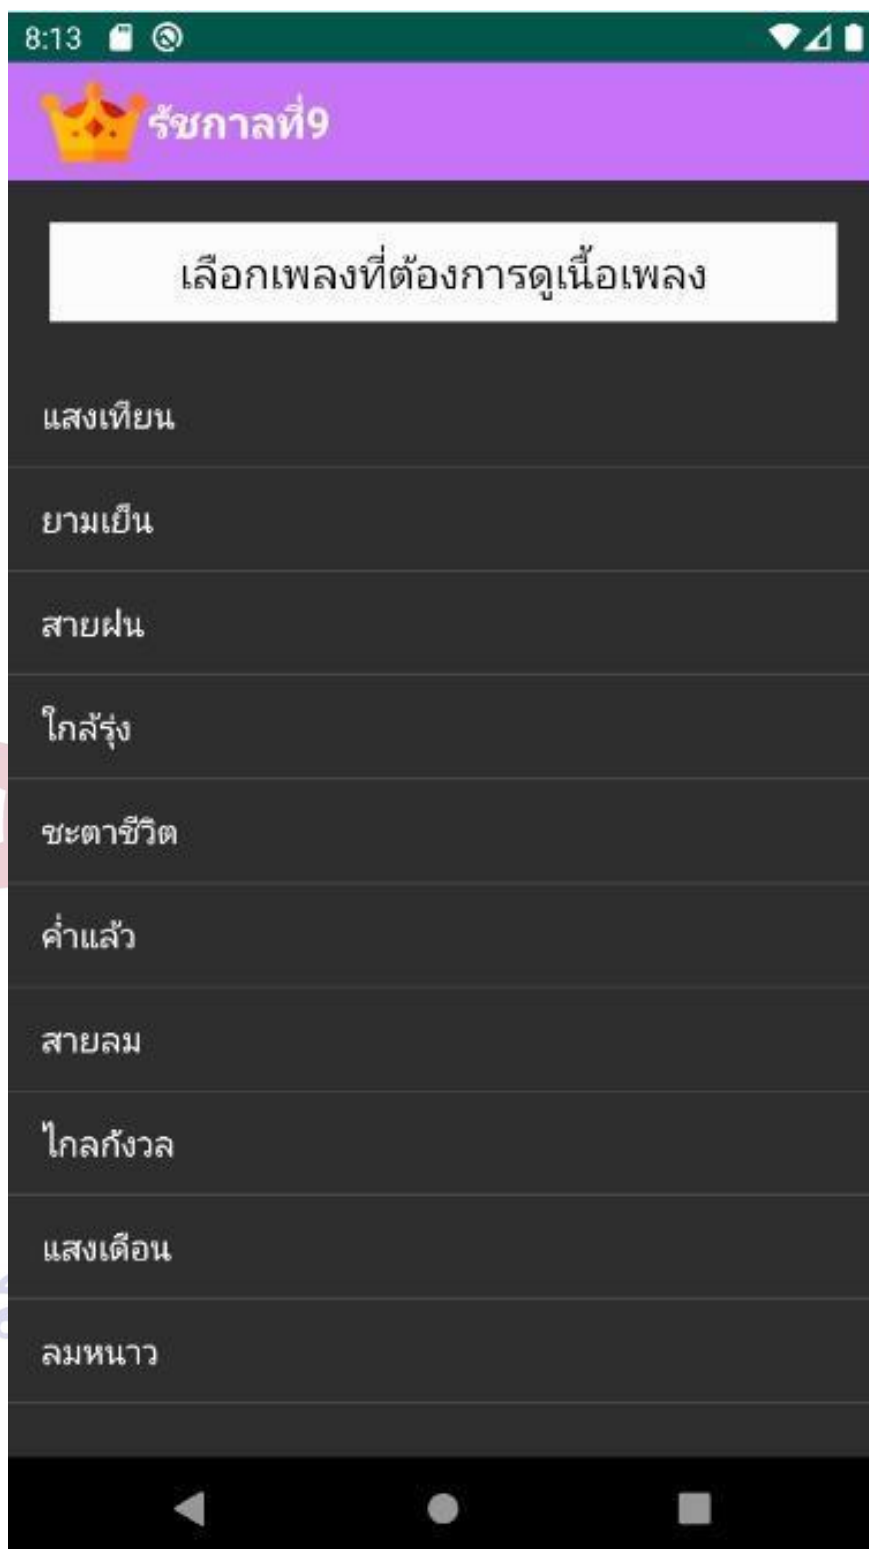 8:13
รัชกาลที่9
เลือกเพลงที่ต้องการดูเนื้อเพลง
แสงเทียน
ยามเย็น
สายฝน
ใกล้รุ่ง
ชะตาชีวิต
ค่ำแล้ว
สายลม
ไกลกังวล
แสงเดือน
ลมหนาว